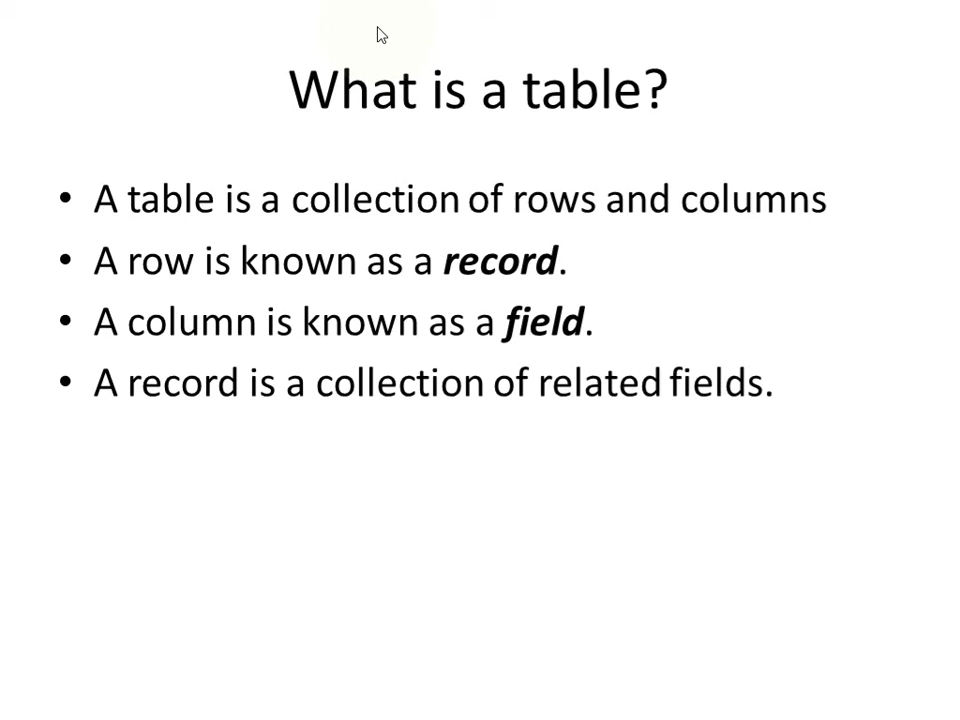 What is a table?
• A table is a collection of rows and columns
• A row is known as a record.
• A column is known as a field.
• A record is a collection of related fields.